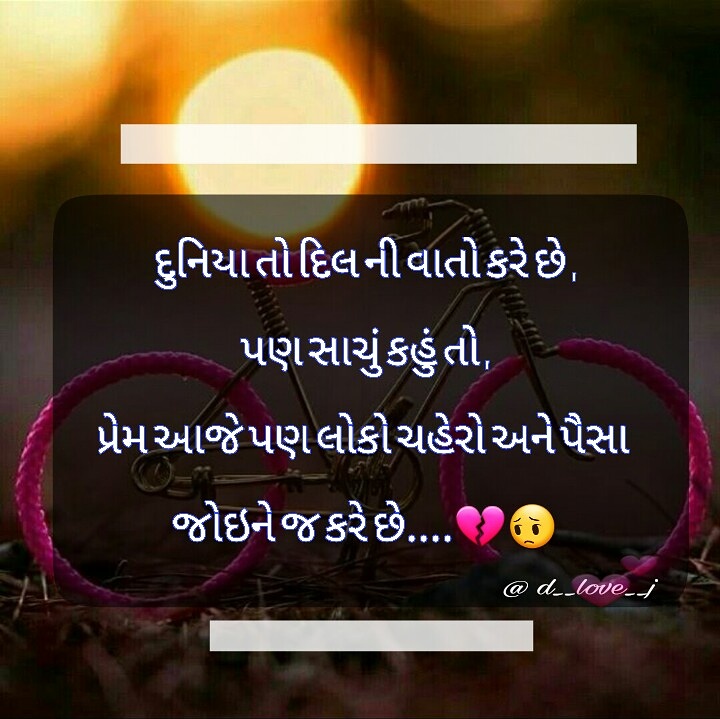 દુનિયા તો દિલ ની વાતો કરે છે,
પણ સાચું કહું તો,
પ્રેમ આજે પણ લોકો ચહેરો અને પૈસા
જોઇને જ કરે છે....💔😔
@ d__love__j